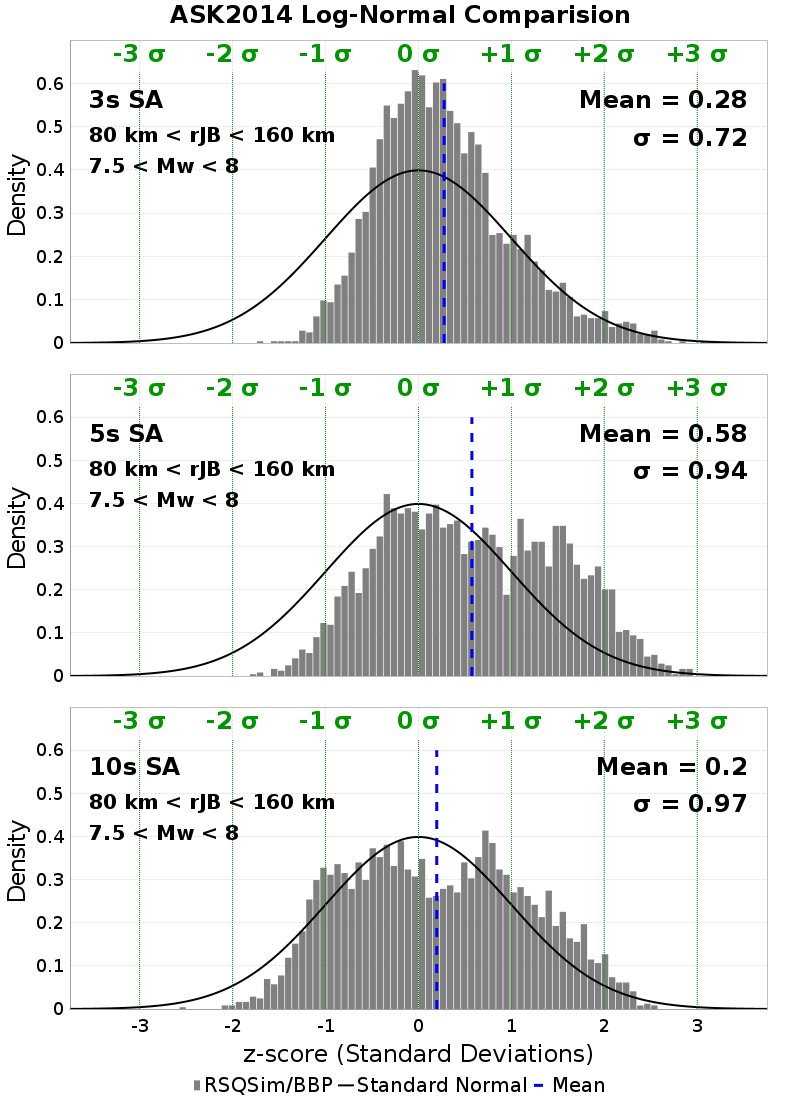 ASK2014 Log-Normal Comparision
-3 σ -2 σ -1 σ 0 σ +1 σ +2 σ +3 σ
3s SA
80 km < rJB < 160 km
7.5 < Mw < 8
Mean = 0.28
σ = 0.72
Density
0.6
0.5
0.4
0.3
0.2
0.1
0
-3 σ -2 σ -1 σ 0 σ +1 σ +2 σ +3 σ
5s SA
80 km < rJB < 160 km
7.5 < Mw < 8
Mean = 0.58
σ = 0.94
Density
0.6
0.5
0.4
0.3
0.2
0.1
0
-3 σ -2 σ -1 σ 0 σ +1 σ +2 σ +3 σ
10s SA
80 km < rJB < 160 km
7.5 < Mw < 8
Mean = 0.2
σ = 0.97
Density
0.6
0.5
0.4
0.3
0.2
0.1
0
-3 -2 -1 0 1 2 3
z-score (Standard Deviations)
RSQSim/BBP Standard Normal Mean